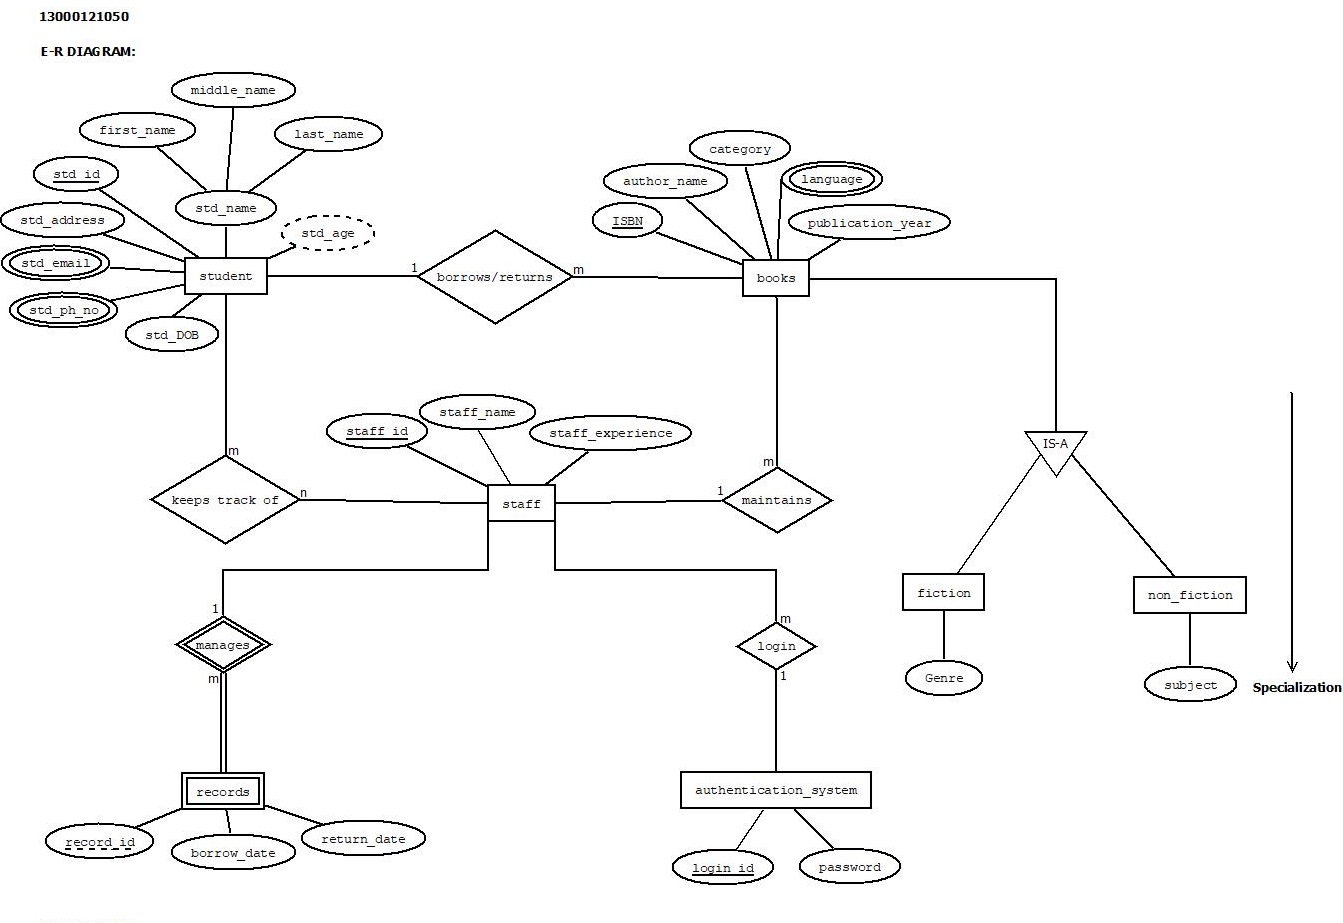 13000121050
E-R DIAGRAM:
middle_name
first_name
last_name
std_id
std_name
std_address
std_age
std_email
std_ph_no
std_DOB
student
1
borrows/returns
m
category
author_name
language
ISBN
publication_year
books
staff_id
staff_name
staff_experience
m
keeps track of
n
staff
1
m
maintains
IS-A
fiction
non_fiction
Genre
subject
Specialization
1
manages
m
m
login
1
records
record_id
borrow_date
return_date
authentication_system
login_id
password